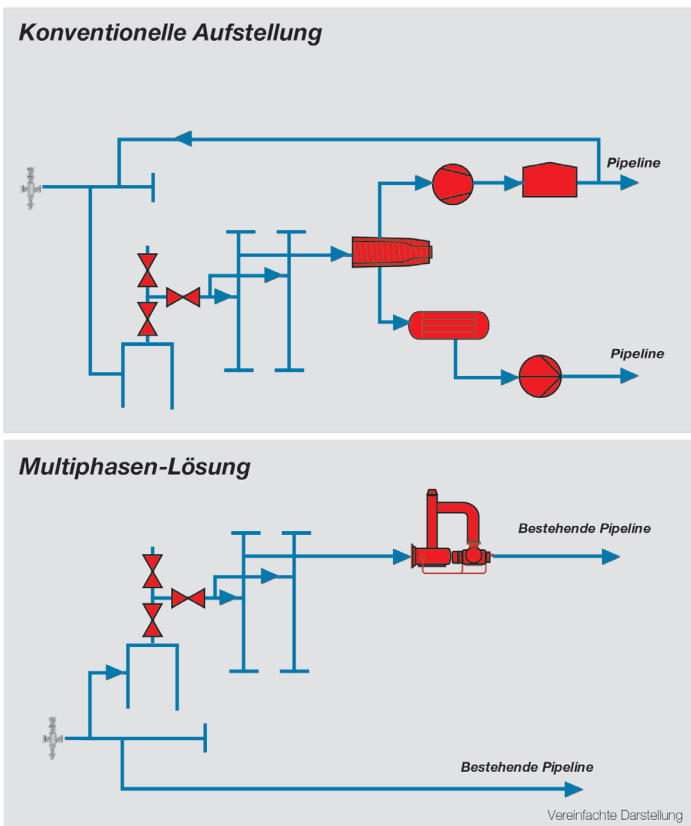 Konventionelle Aufstellung
Pipeline
Pipeline
Multiphasen-Lösung
Bestehende Pipeline
Bestehende Pipeline
Vereinfachte Darstellung